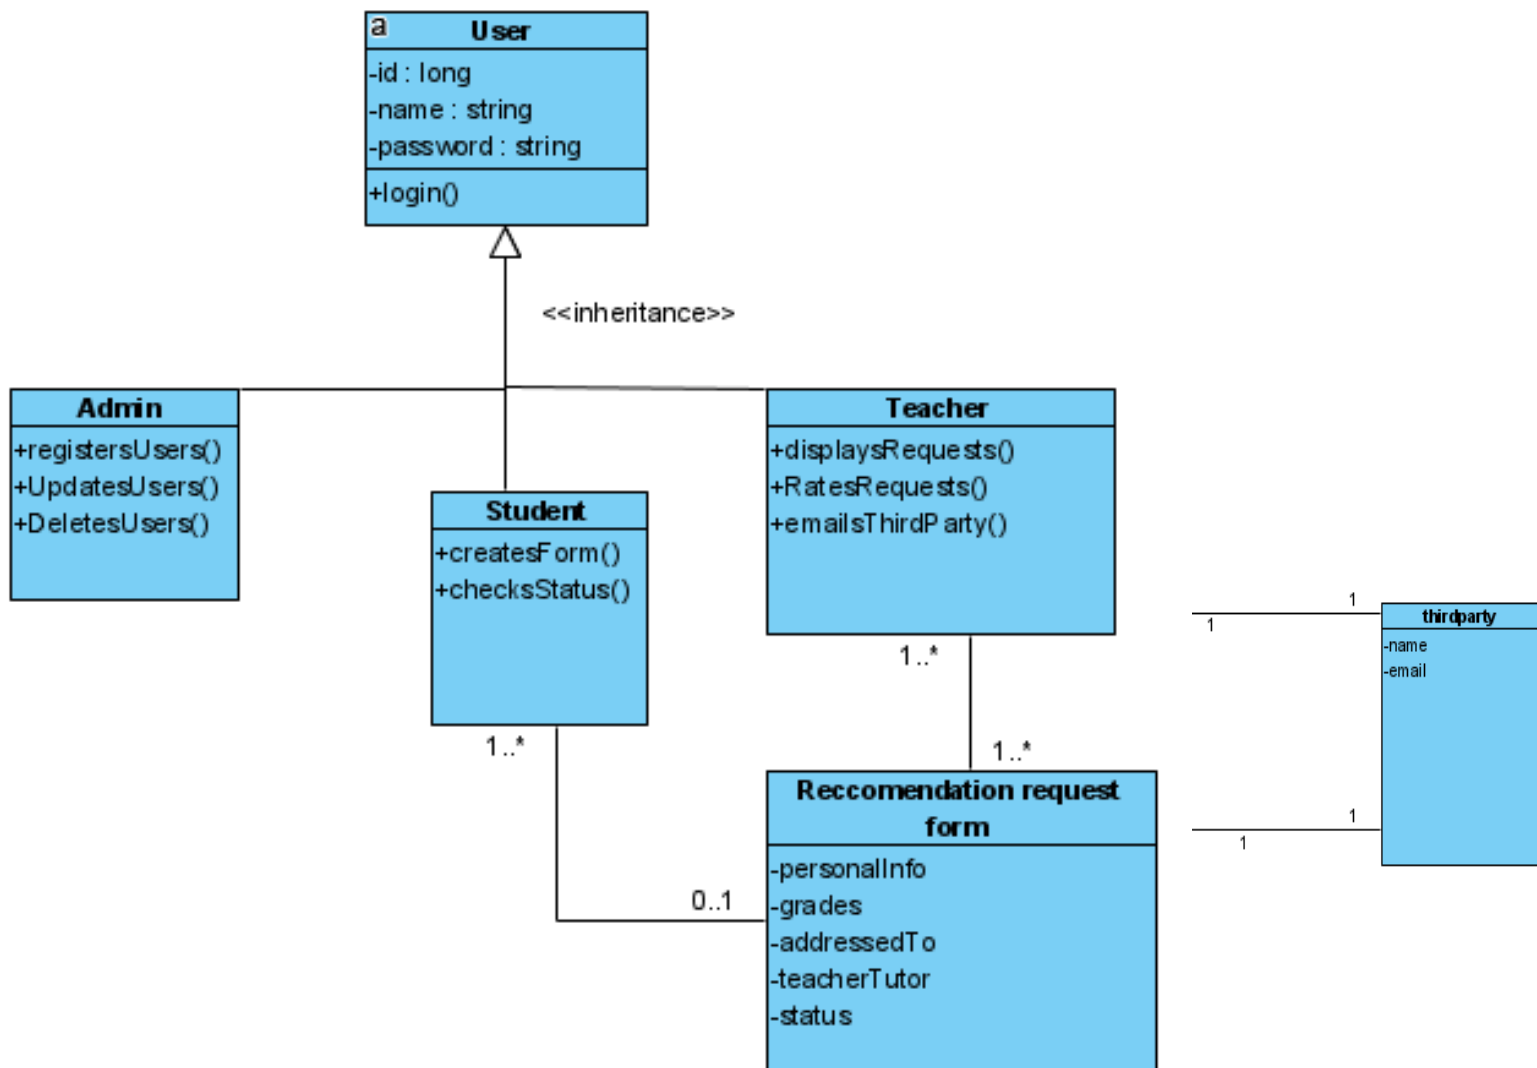 a
User
-id : long
-name : string
-password : string
+login()
<<inheritance>>
Admin
+registersUsers()
+UpdatesUsers()
+DeletesUsers()
Student
+createsForm()
+checksStatus()
Teacher
+displaysRequests()
+RatesRequests()
+emailsThirdParty()
1..*
1..*
1..*
0..1
Reccomendation request
form
-personalInfo
-grades
-addressedTo
-teacherTutor
-status
1
1
thirdparty
-name
-email
1
1